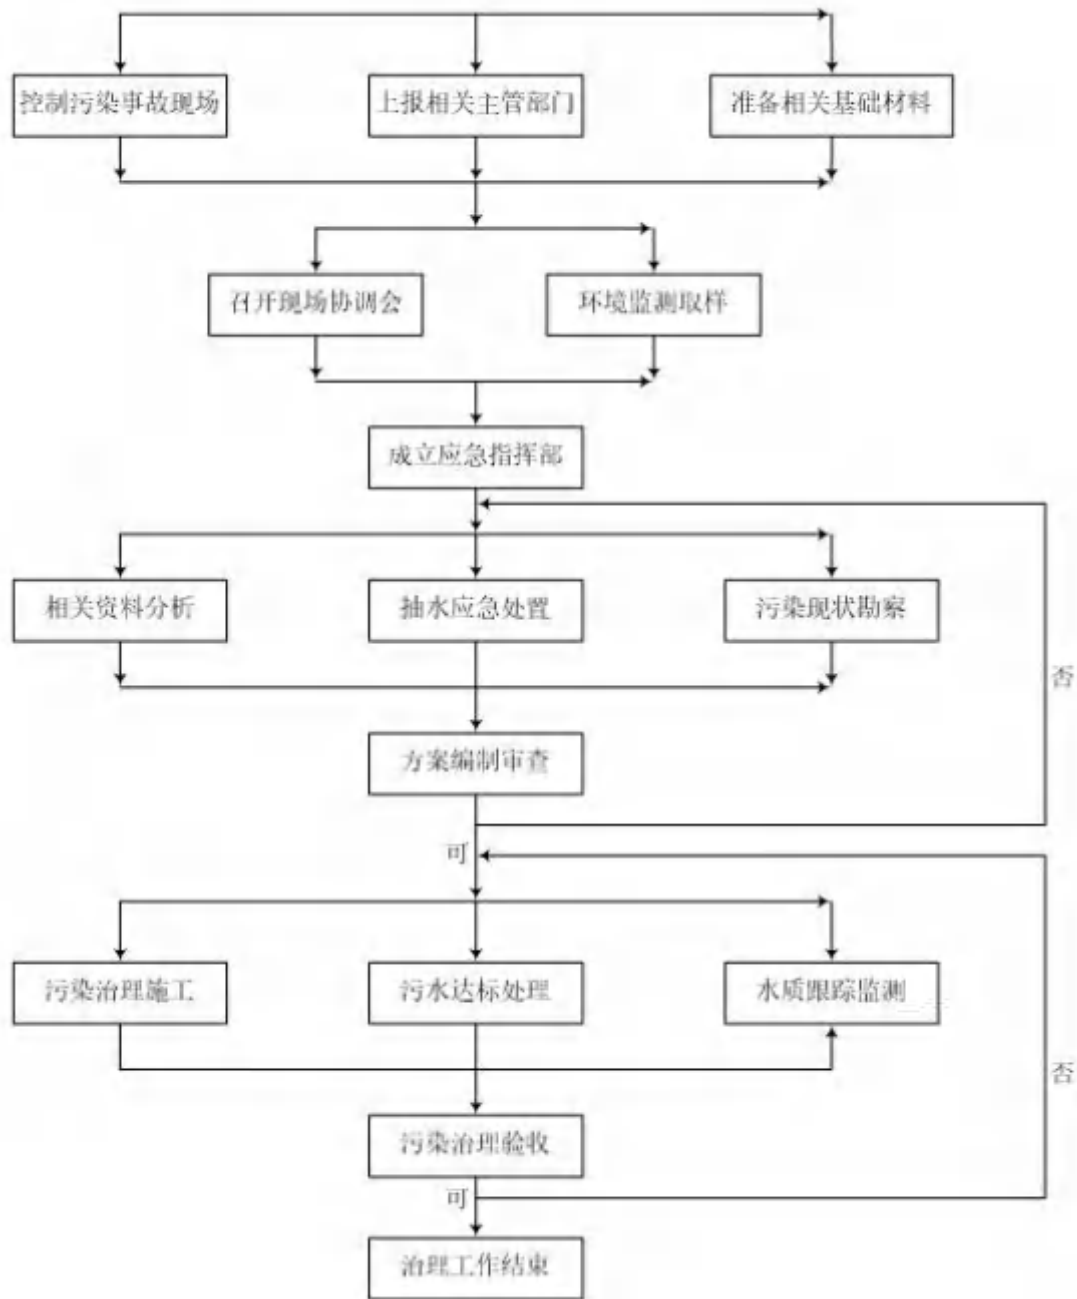 控制污染事故现场
上报相关主管部门
准备相关基础材料
召开现场协调会
环境监测取样
成立应急指挥部
相关资料分析
抽水应急处置
污染现状勘察
否
方案编制审查
可
污染治理施工
污水达标处理
水质跟踪监测
否
污染治理验收
可
治理工作结束